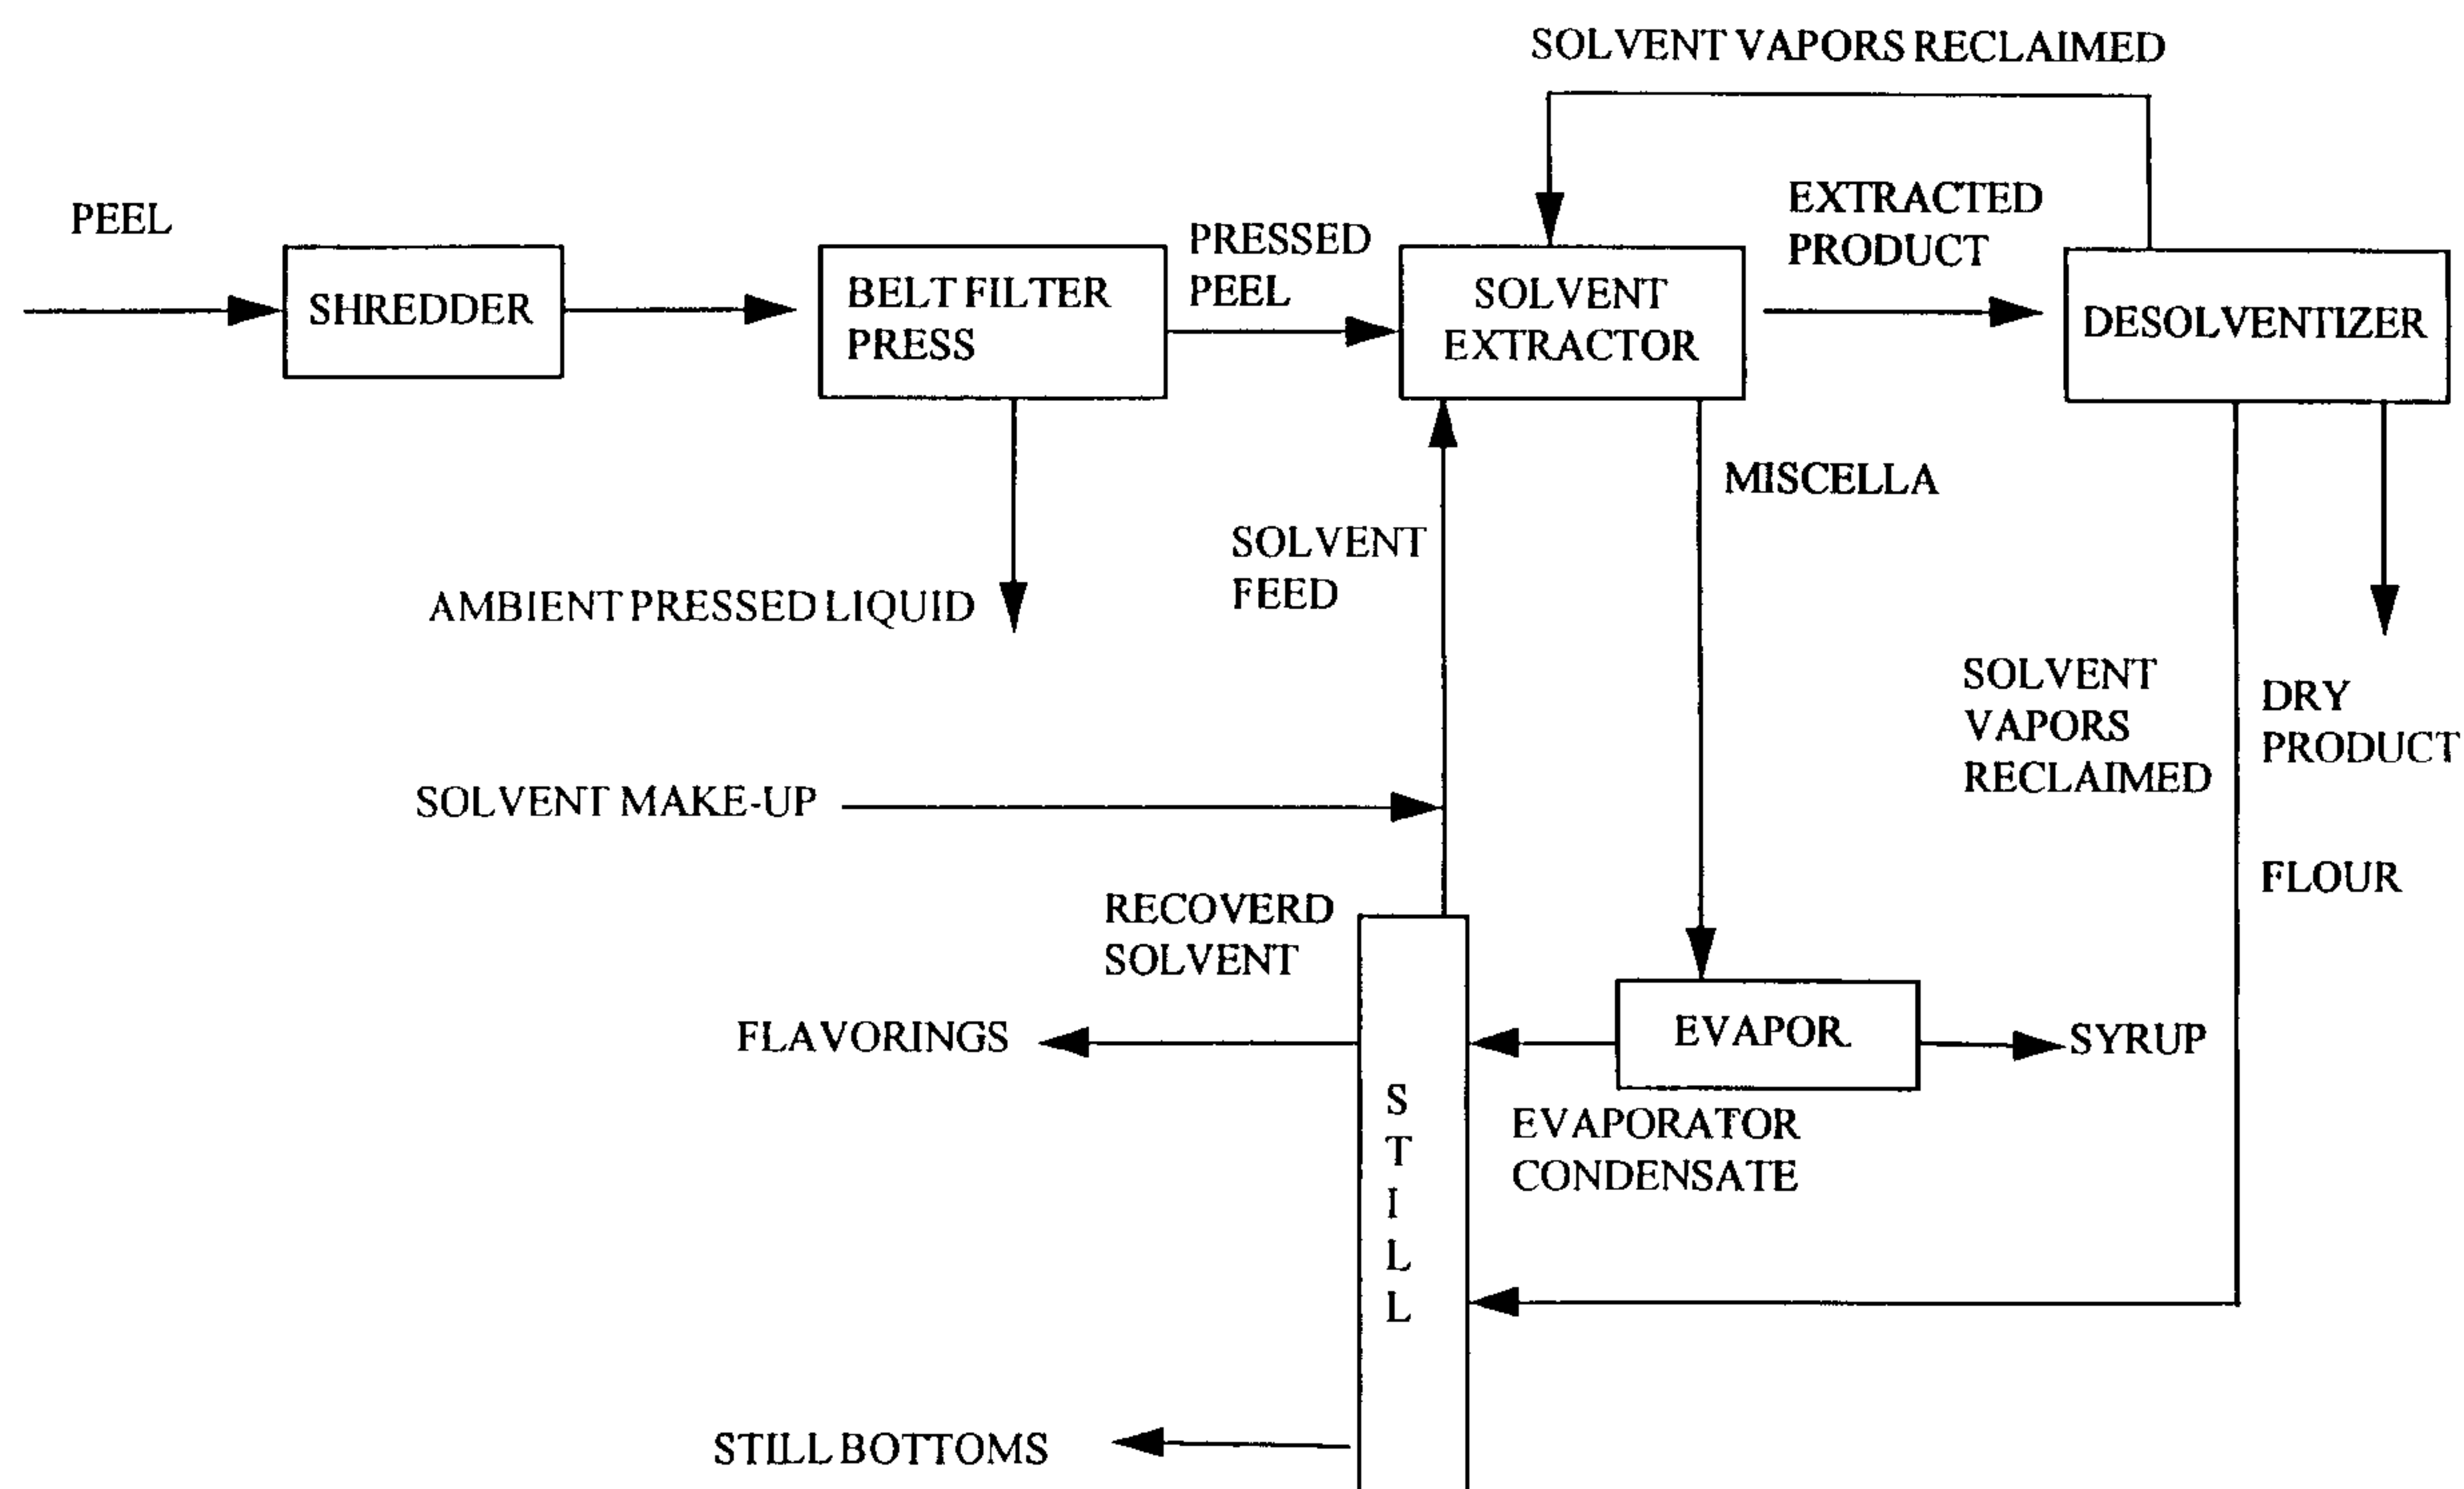 SOLVENT VAPORS RECLAIMED
PEEL
SHREDDER
BELT FILTER
PRESS
PRESSED
PEEL
SOLVENT
EXTRACTOR
EXTRACTED
PRODUCT
DESOLVENTIZER
MISCELLA
SOLVENT
FEED
AMBIENT PRESSED LIQUID
SOLVENT
VAPORS
RECLAIMED
DRY
PRODUCT
SOLVENT MAKE-UP
FLOUR
RECOVERD
SOLVENT
FLAVORINGS
EVAPOR.
SYRUP
S
T
I
L
L
EVAPORATOR
CONDENSATE
STILL BOTTOMS